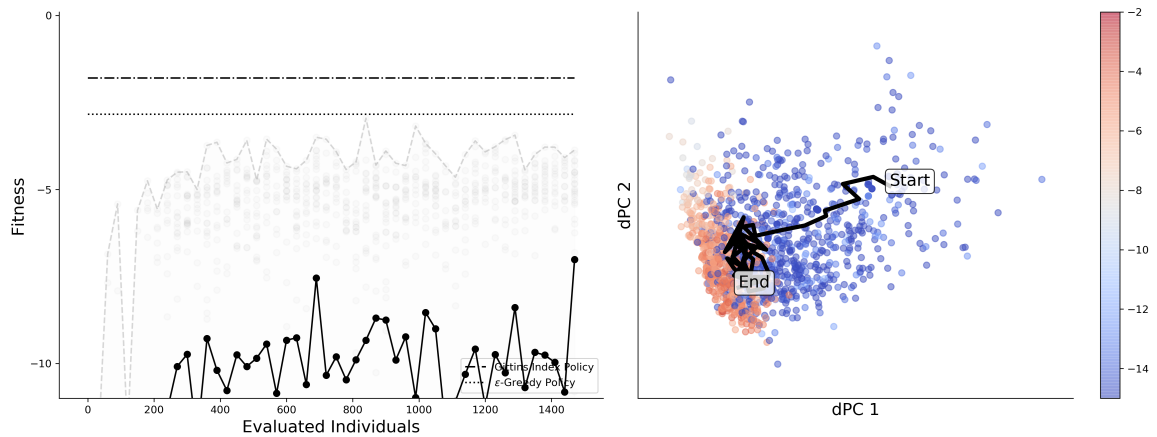 0
−5
−10
Fitness
0
200
400
600
800
1000
1200
1400
Evaluated Individuals
Gittins Index Policy
ε-Greedy Policy
dPC 2
Start
End
dPC 1
−2
−4
−6
−8
−10
−12
−14